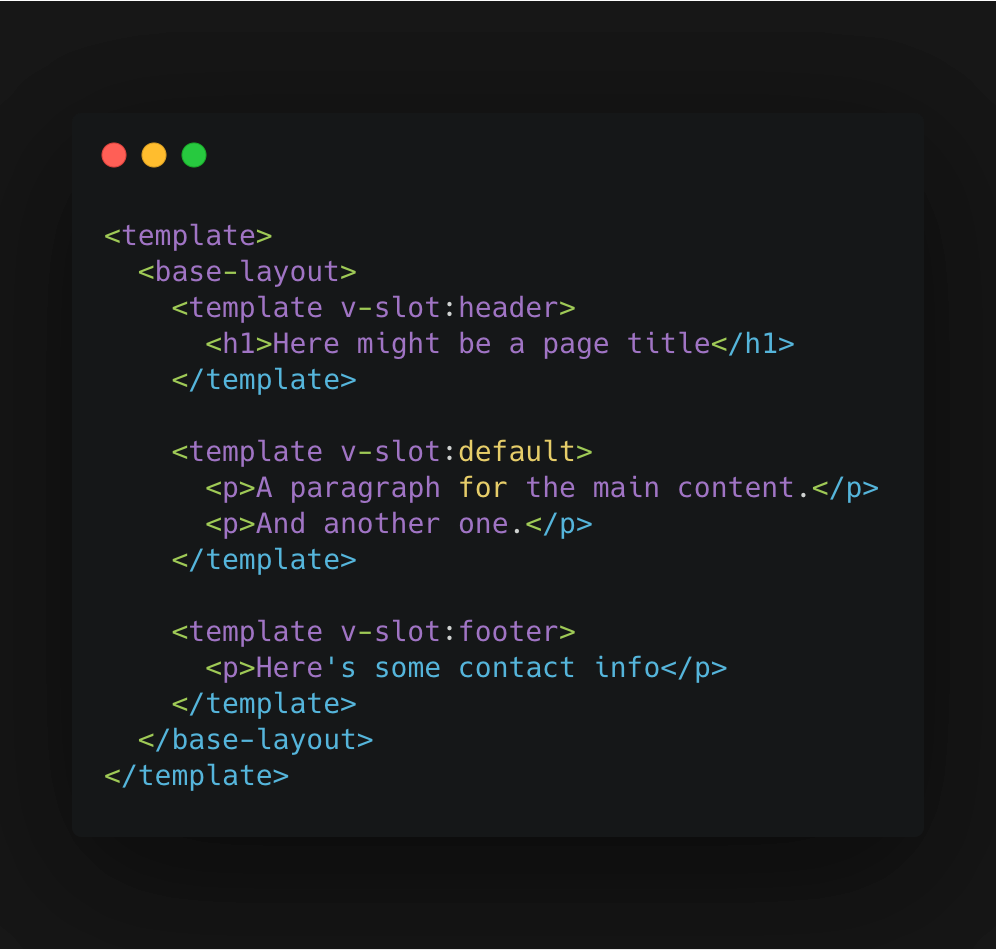 <template>
  <base-layout>
    <template v-slot:header>
      <h1>Here might be a page title</h1>
    </template>

    <template v-slot:default>
      <p>A paragraph for the main content.</p>
      <p>And another one.</p>
    </template>

    <template v-slot:footer>
      <p>Here's some contact info</p>
    </template>
  </base-layout>
</template>